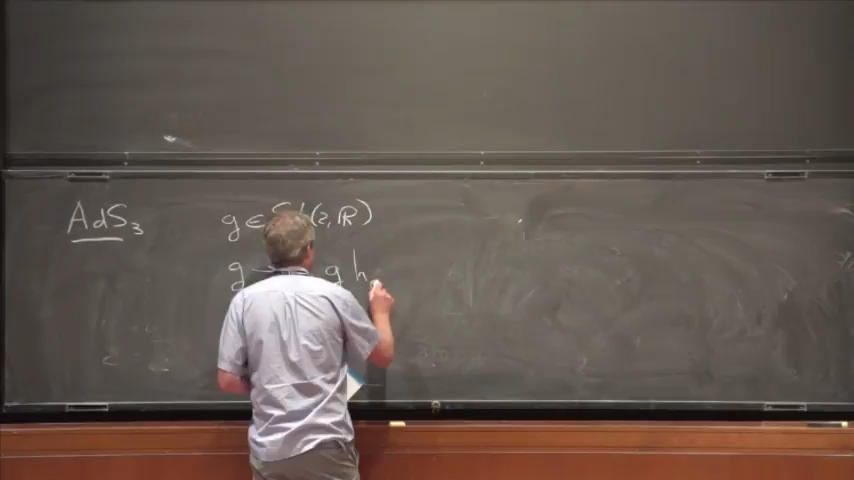 AdS₃
g ∈ SL(2, ℝ)
g → g h